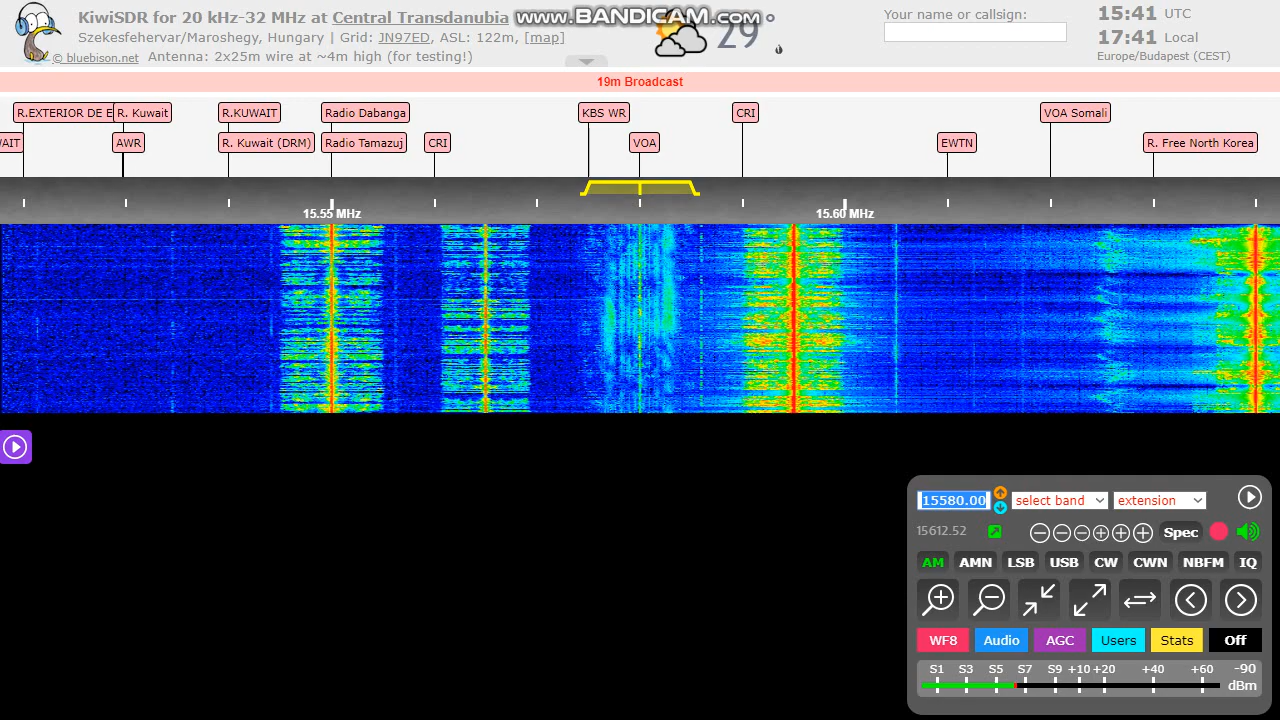 KiwiSDR for 20 kHz-32 MHz at Central Transdanubia
www.BANDICAM.com
Szekesfehervar/Maroshegy, Hungary | Grid: JN97ED, ASL: 122m, [map]
© bluebison.net Antenna: 2x25m wire at ~4m high (for testing!)
29 °
Your name or callsign:
15:41 UTC
17:41 Local
Europe/Budapest (CEST)
19m Broadcast
R.EXTERIOR DE E R. Kuwait R.KUWAIT Radio Dabanga KBS WR CRI VOA Somali
WAIT AWR R. Kuwait (DRM) Radio Tamazuj CRI VOA EWTN R. Free North Korea
15.55 MHz 15.60 MHz
15580.00 select band extension
15612.52 Spec
AM AMN LSB USB CW CWN NBFM IQ
WF8 Audio AGC Users Stats Off
S1 S3 S5 S7 S9 +10 +20 +40 +60 -90
dBm